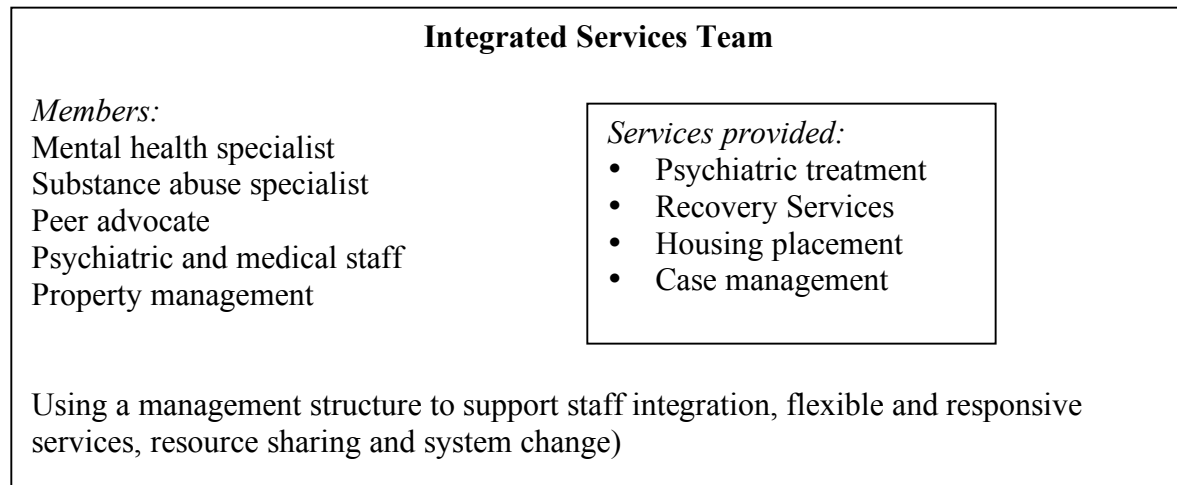 Integrated Services Team
Members:
Mental health specialist
Substance abuse specialist
Peer advocate
Psychiatric and medical staff
Property management
Services provided:
• Psychiatric treatment
• Recovery Services
• Housing placement
• Case management
Using a management structure to support staff integration, flexible and responsive
services, resource sharing and system change)